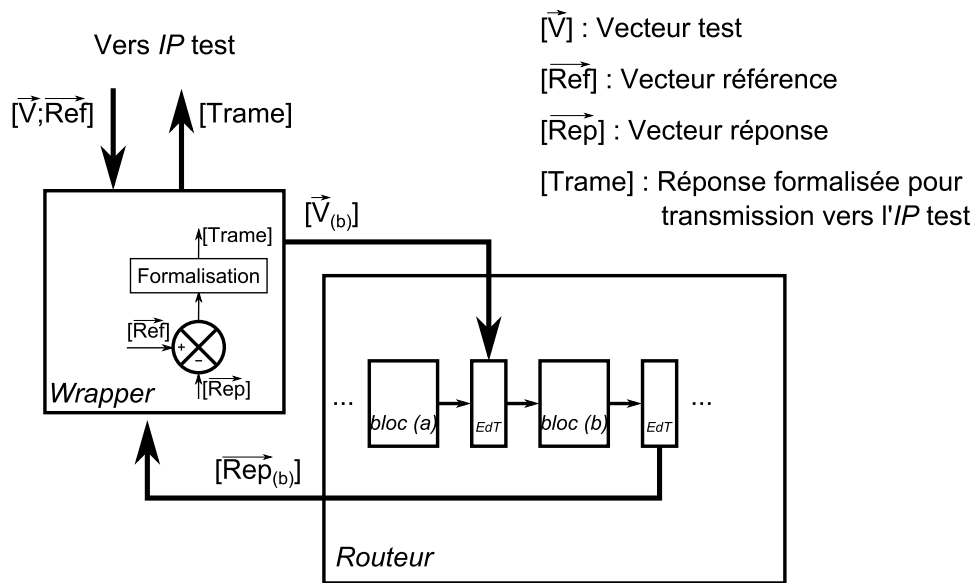 Vers IP test
[V;Ref]
[Trame]
[V] : Vecteur test
[Ref] : Vecteur référence
[Rep] : Vecteur réponse
[Trame] : Réponse formalisée pour
transmission vers l'IP test
[V(b)]
[Trame]
Formalisation
[Ref]
+
−
[Rep]
Wrapper
...
bloc (a)
EdT
bloc (b)
EdT
...
[Rep(b)]
Routeur